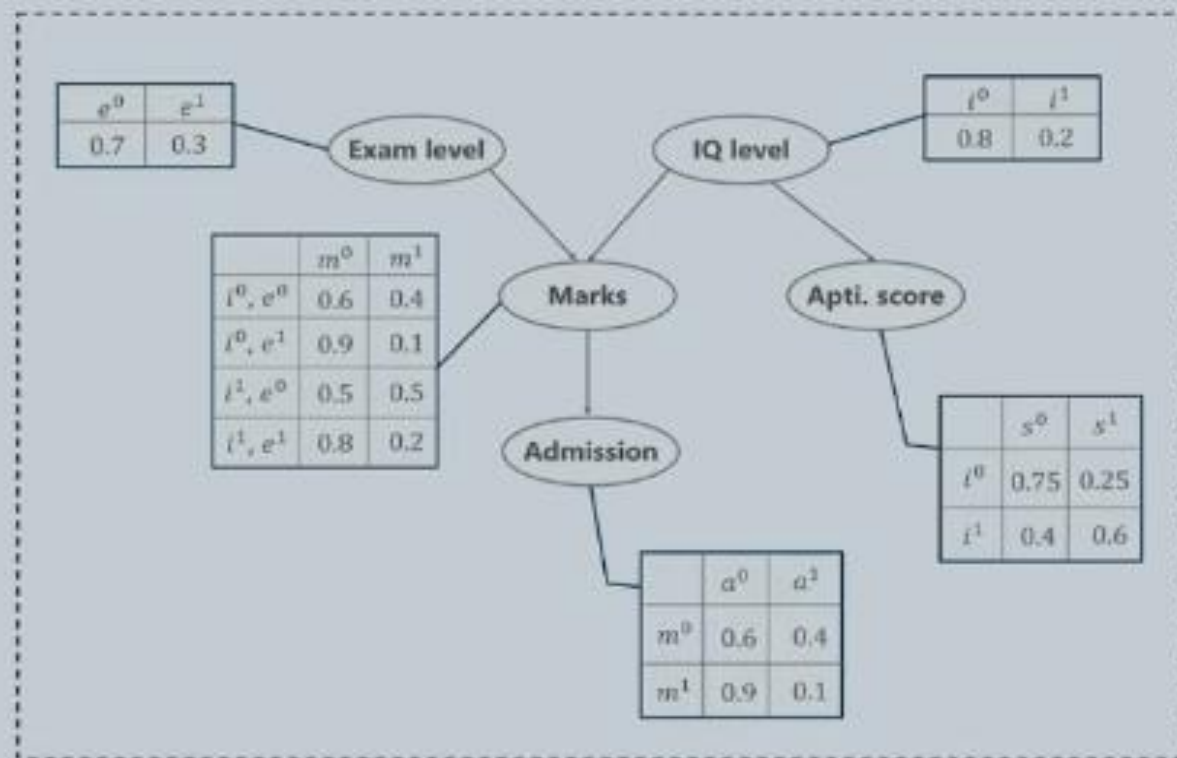 e⁰ e¹
0.7 0.3
Exam level
IQ level
i⁰ i¹
0.8 0.2
m⁰ m¹
i⁰, e⁰ 0.6 0.4
i⁰, e¹ 0.9 0.1
i¹, e⁰ 0.5 0.5
i¹, e¹ 0.8 0.2
Marks
Apti. score
Admission
s⁰ s¹
i⁰ 0.75 0.25
i¹ 0.4 0.6
a⁰ a¹
m⁰ 0.6 0.4
m¹ 0.9 0.1